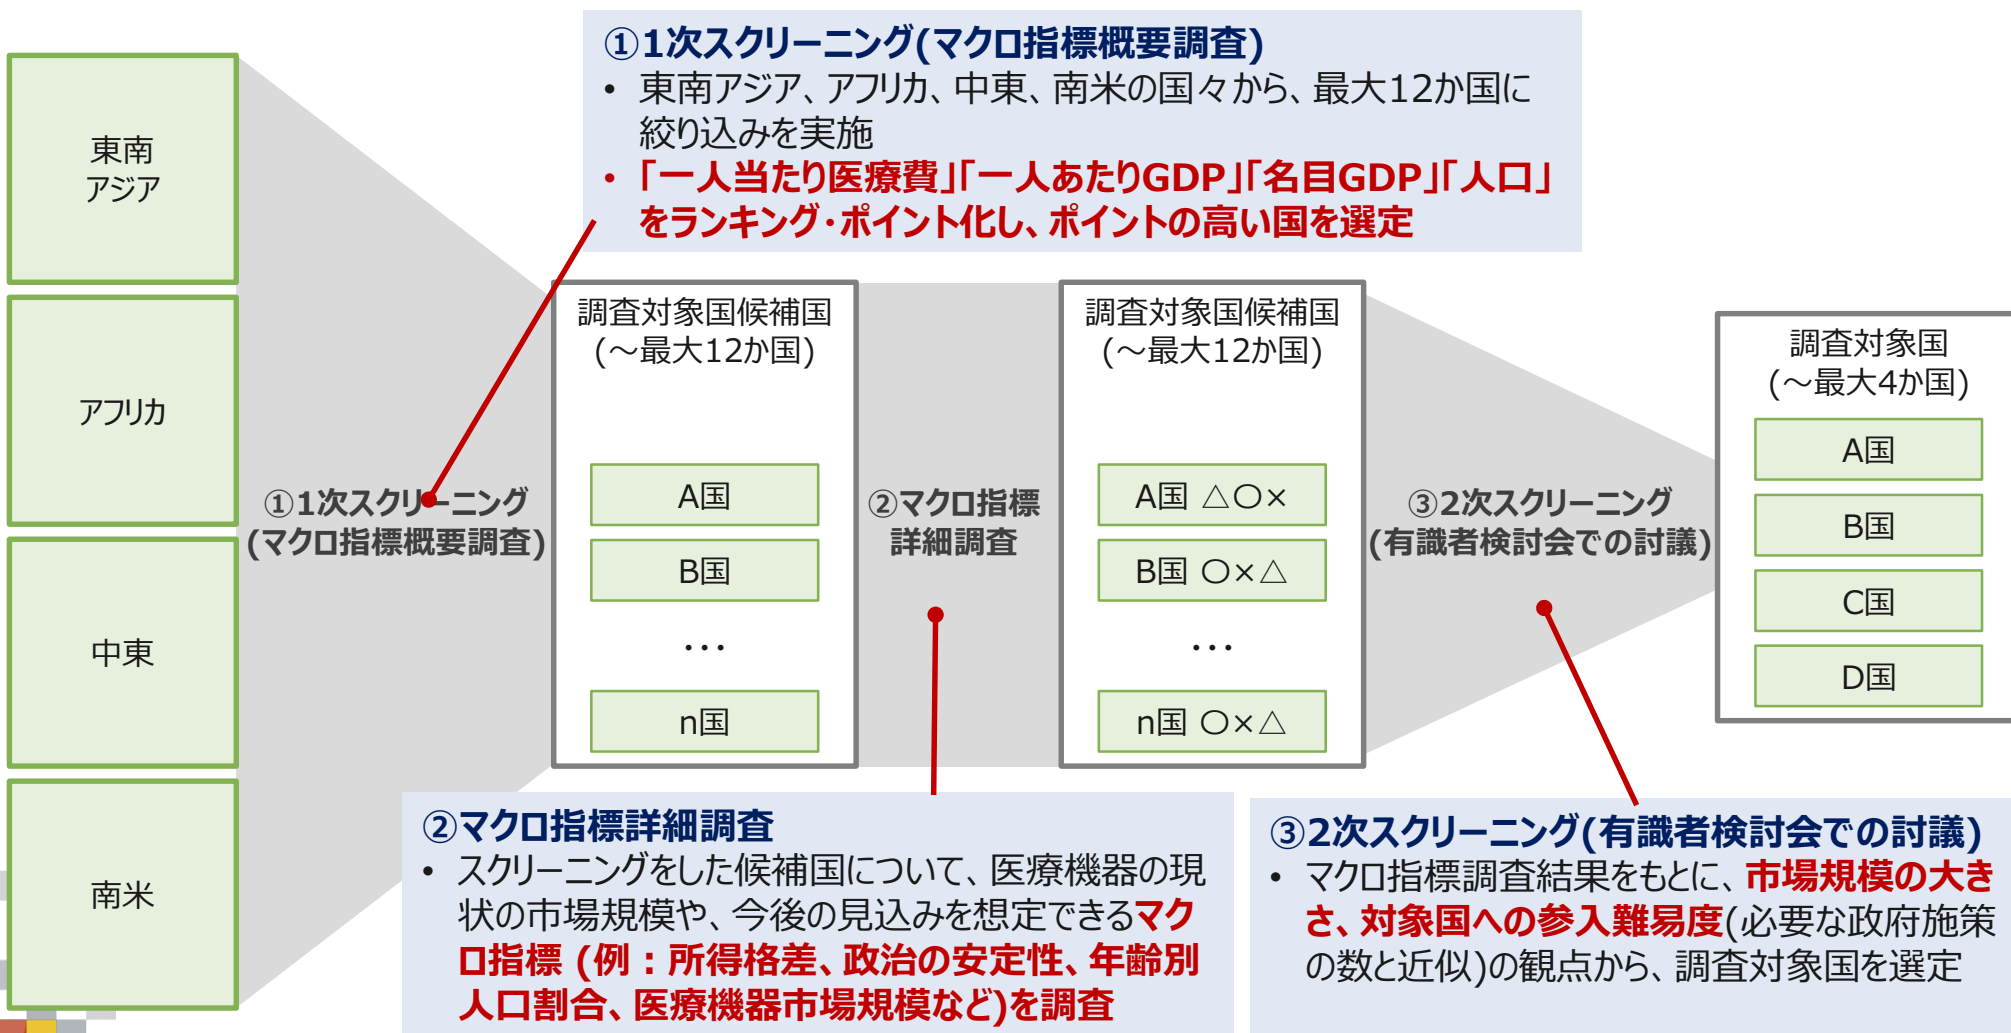 ①1次スクリーニング(マクロ指標概要調査)
• 東南アジア、アフリカ、中東、南米の国々から、最大12か国に
絞り込みを実施
• 「一人当たり医療費」「一人あたりGDP」「名目GDP」「人口」
をランキング・ポイント化し、ポイントの高い国を選定
東南
アジア
アフリカ
中東
南米
①1次スクリーニング
(マクロ指標概要調査)
調査対象国候補国
(～最大12か国)
A国
B国
･･･
n国
②マクロ指標
詳細調査
調査対象国候補国
(～最大12か国)
A国 △〇×
B国 〇×△
･･･
n国 〇×△
③2次スクリーニング
(有識者検討会での討議)
調査対象国
(～最大4か国)
A国
B国
C国
D国
②マクロ指標詳細調査
• スクリーニングをした候補国について、医療機器の現
状の市場規模や、今後の見込みを想定できるマク
ロ指標 (例：所得格差、政治の安定性、年齢別
人口割合、医療機器市場規模など)を調査
③2次スクリーニング(有識者検討会での討議)
• マクロ指標調査結果をもとに、市場規模の大き
さ、対象国への参入難易度(必要な政府施策
の数と近似)の観点から、調査対象国を選定